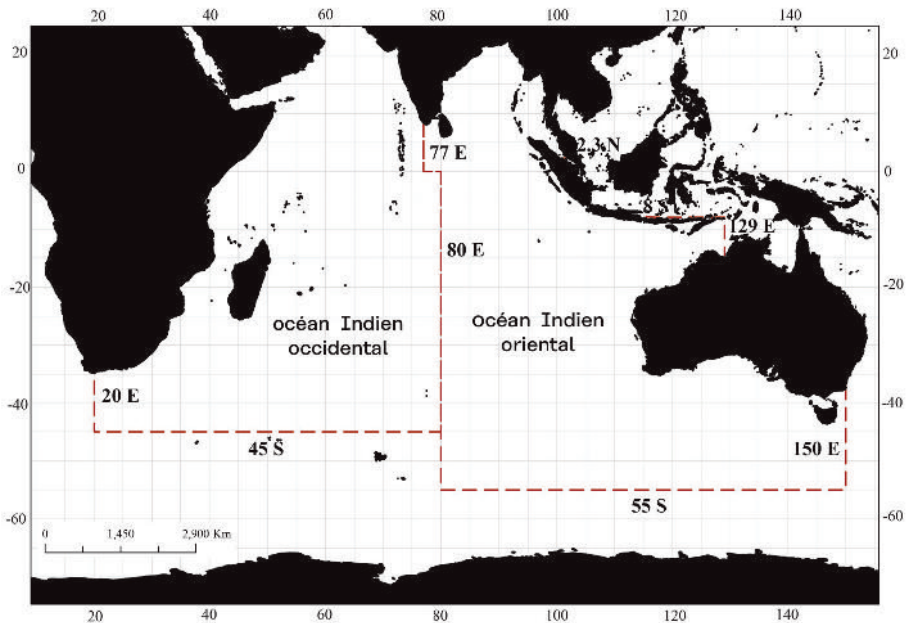 20 40 60 80 100 120 140
20 20
2.3 N
77 E
0 0
8 S
129 E
80 E
-20 -20
océan Indien
occidental
océan Indien
oriental
20 E
-40 -40
45 S
150 E
55 S
-60 -60
0 1,450 2,900 Km
20 40 60 80 100 120 140